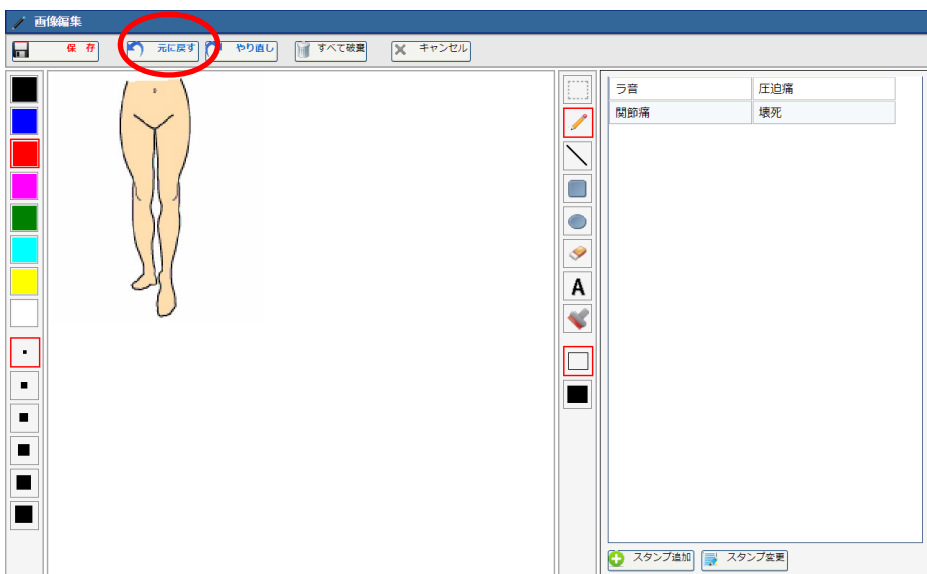 画像編集
保 存 元に戻す やり直し すべて破棄 キャンセル
ラ音 圧迫痛
関節痛 壊死
A
スタンプ追加 スタンプ変更